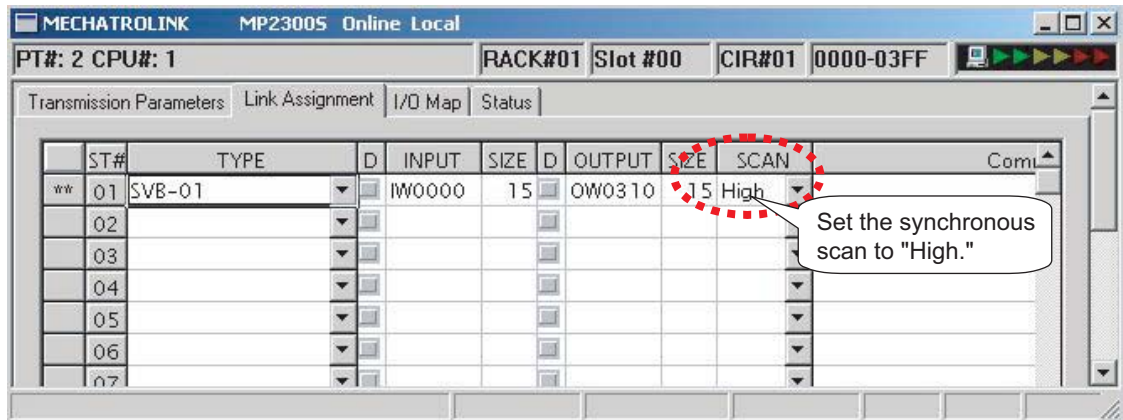 MECHATROLINK MP2300S Online Local
PT#: 2 CPU#: 1 RACK#01 Slot #00 CIR#01 0000-03FF
Transmission Parameters Link Assignment I/O Map Status
ST# TYPE D INPUT SIZE D OUTPUT SIZE SCAN
** 01 SVB-01 IW0000 15 OW0310 15 High
02
Set the synchronous
scan to "High."
03
04
05
06
07